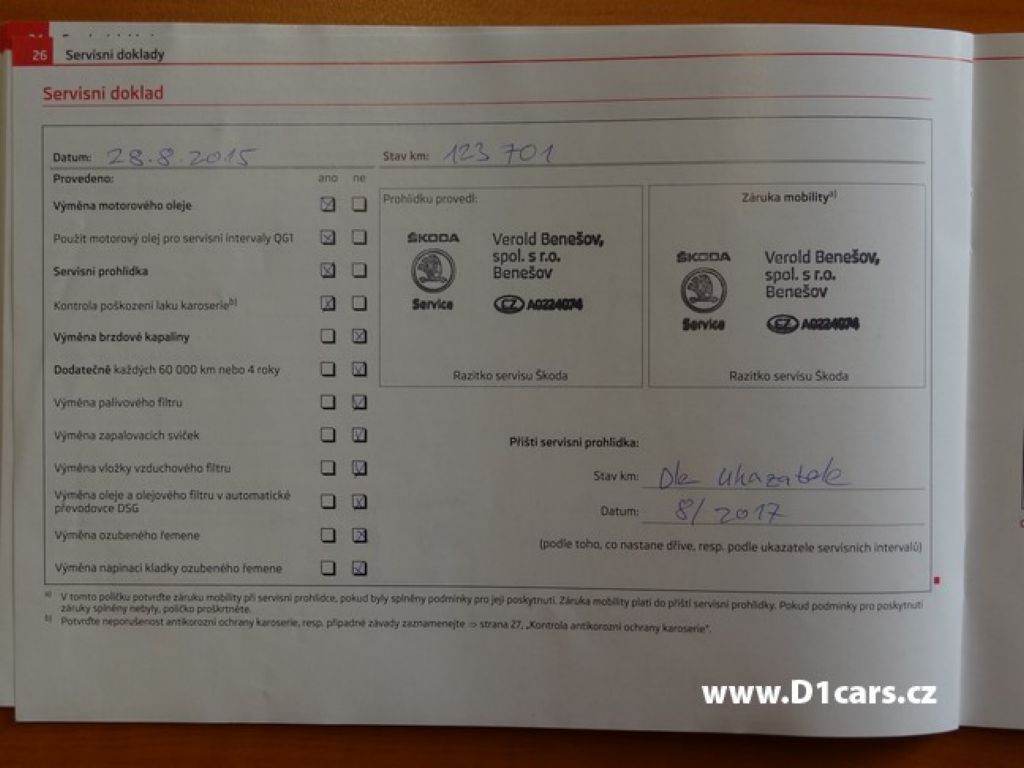 26 Servisní doklady
Servisní doklad
Datum: 28.8.2015 Stav km: 123 701
Provedeno: ano ne
Výměna motorového oleje
Použit motorový olej pro servisní intervaly QG1
Servisní prohlídka
Kontrola poškození laku karoserie b)
Výměna brzdové kapaliny
Dodatečně každých 60 000 km nebo 4 roky
Výměna palivového filtru
Výměna zapalovacích svíček
Výměna vložky vzduchového filtru
Výměna oleje a olejového filtru v automatické
převodovce DSG
Výměna ozubeného řemene
Výměna napínací kladky ozubeného řemene
Prohlídku provedl:
ŠKODA
Service
Verold Benešov,
spol. s r.o.
Benešov
CZ A0224074
Razítko servisu Škoda
Záruka mobility a)
ŠKODA
Service
Verold Benešov,
spol. s r.o.
Benešov
CZ A0224074
Razítko servisu Škoda
Příští servisní prohlídka:
Stav km: Dle ukazatele
Datum: 8/2017
(podle toho, co nastane dříve, resp. podle ukazatele servisních intervalů)
a) V tomto políčku potvrďte záruku mobility při servisní prohlídce, pokud byly splněny podmínky pro její poskytnutí. Záruka mobility platí do příští servisní prohlídky. Pokud podmínky pro poskytnutí
záruky splněny nebyly, políčko proškrtněte.
b) Potvrďte neporušenost antikorozní ochrany karoserie, resp. případné závady zaznamenejte ⇒ strana 27, „Kontrola antikorozní ochrany karoserie".
www.D1cars.cz